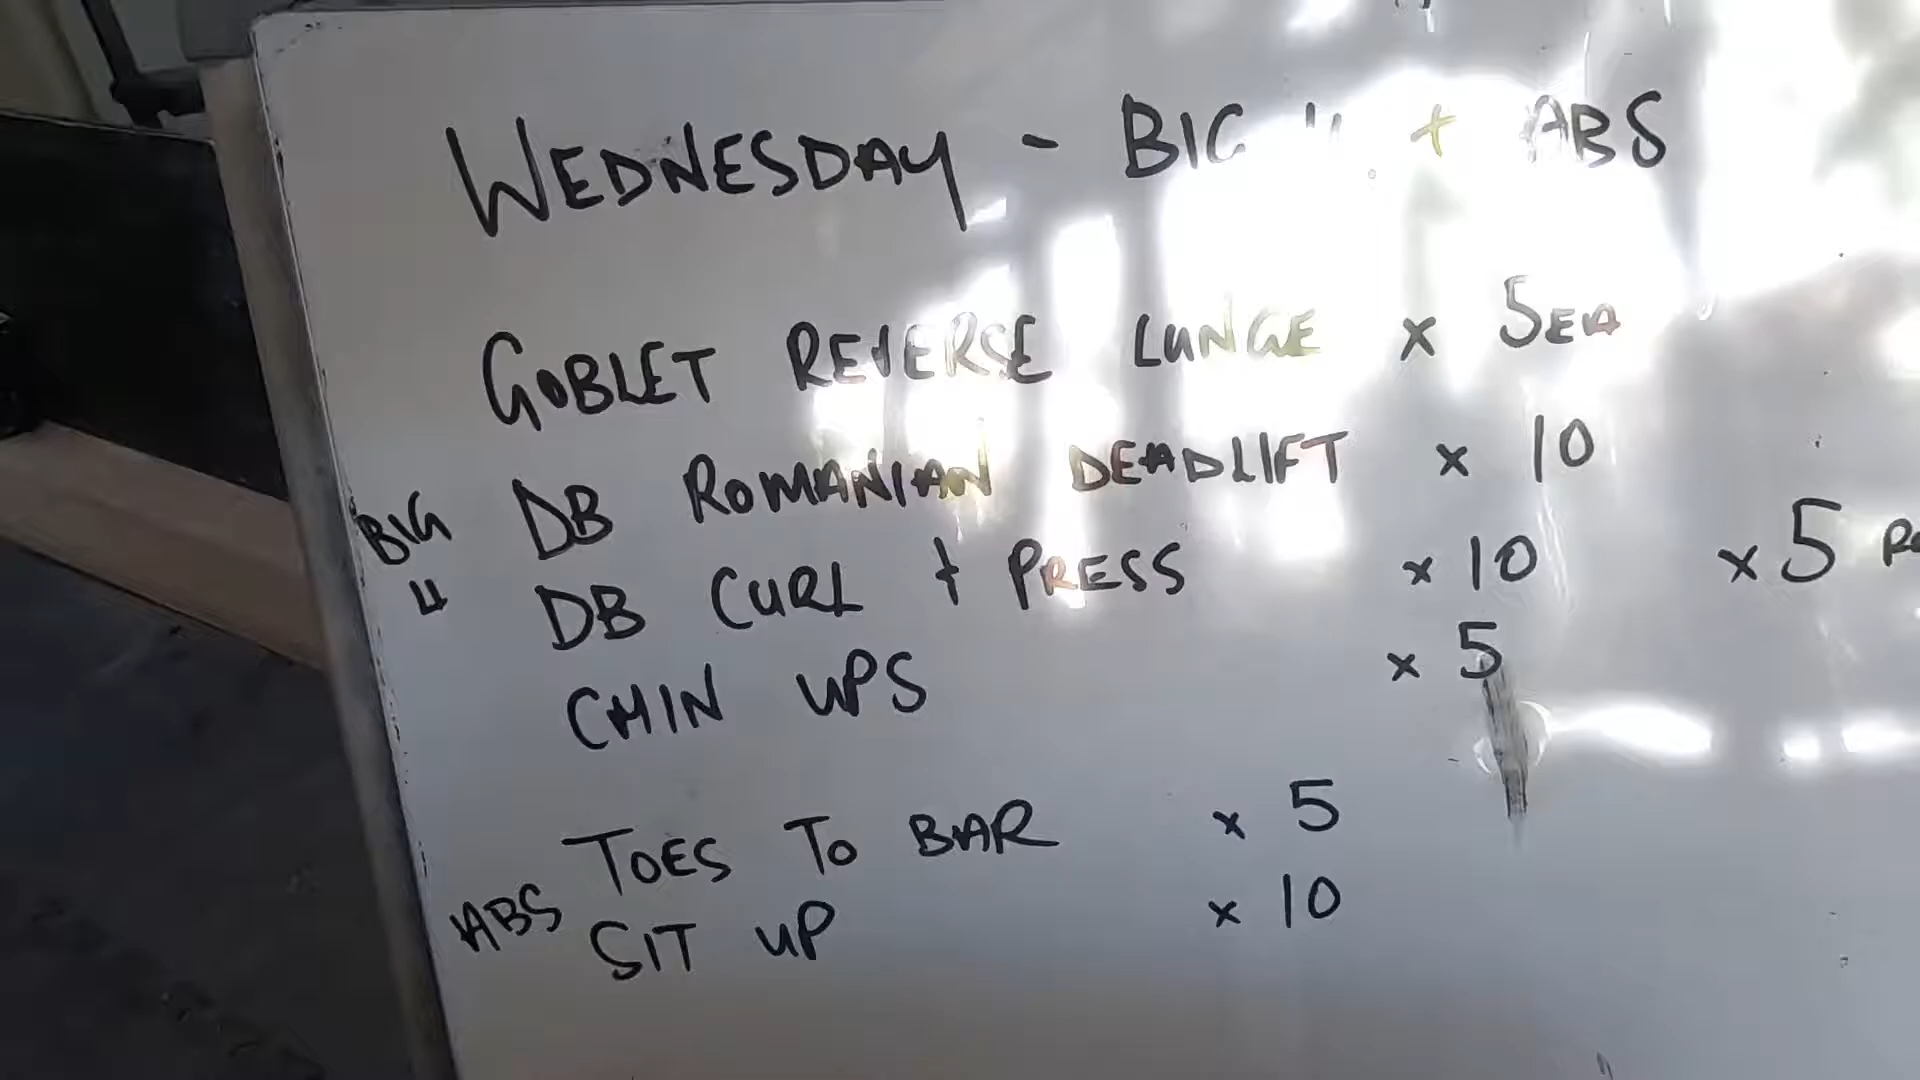 WEDNESDAY - BIG 4 + ABS
GOBLET REVERSE LUNGE x 5EA
BIG DB ROMANIAN DEADLIFT x 10
4 DB CURL + PRESS x 10 x 5
CHIN UPS x 5
TOES TO BAR x 5
ABS SIT UP x 10